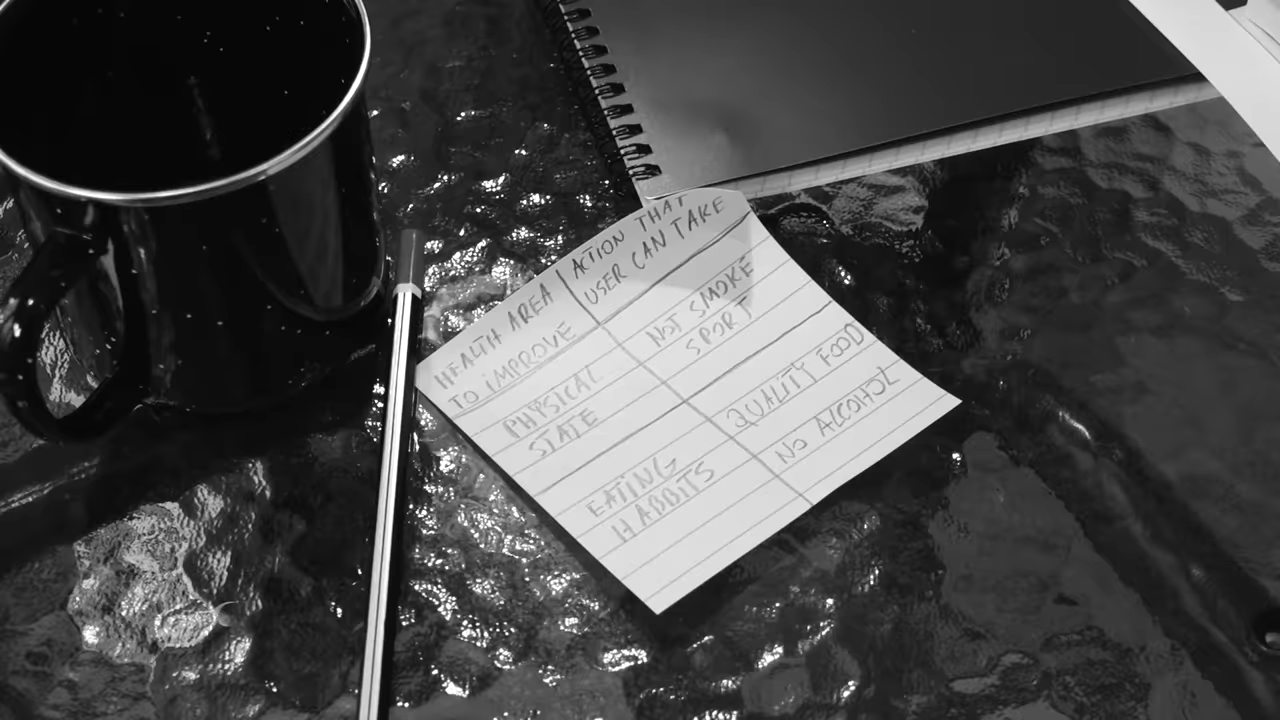 HEALTH AREA
TO IMPROVE
ACTION THAT
USER CAN TAKE
PHYSICAL
STATE
NOT SMOKE
SPORT
EATING
HABBITS
QUALITY FOOD
NO ALCOHOL